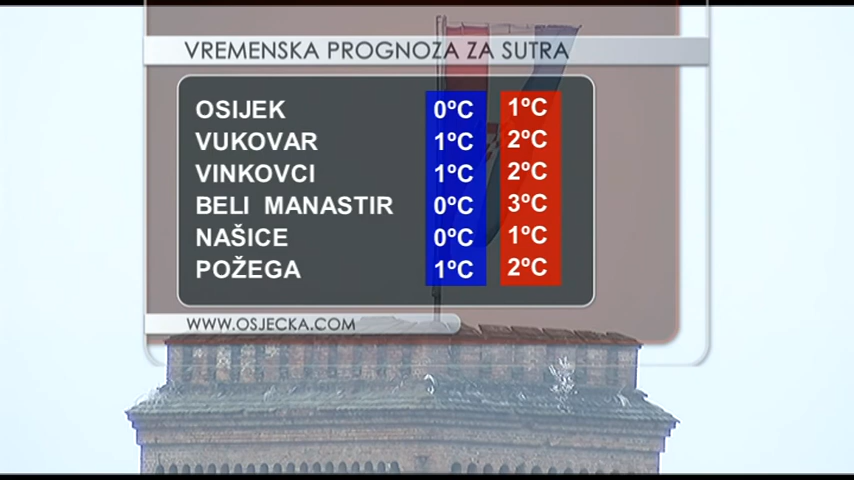 VREMENSKA PROGNOZA ZA SUTRA
OSIJEK 0ºC 1ºC
VUKOVAR 1ºC 2ºC
VINKOVCI 1ºC 2ºC
BELI MANASTIR 0ºC 3ºC
NAŠICE 0ºC 1ºC
POŽEGA 1ºC 2ºC
WWW.OSJECKA.COM